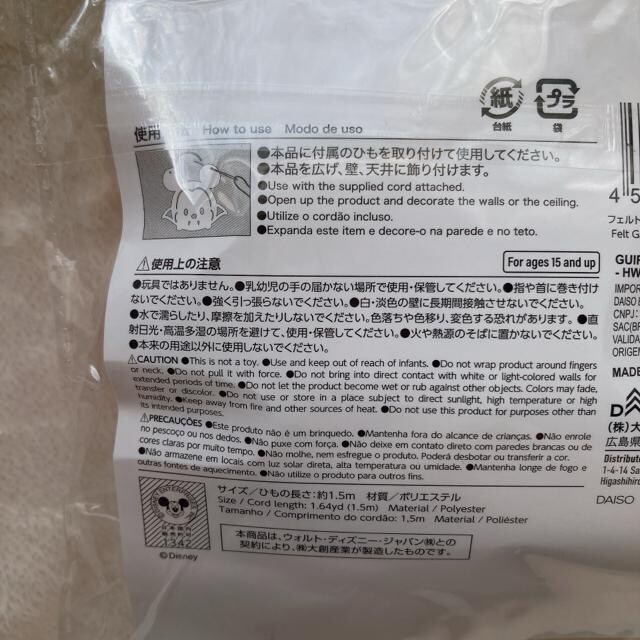 紙
台紙
プラ
袋
使用 How to use Modo de uso
●本品に付属のひもを取り付けて使用してください。
●本品を広げ、壁、天井に飾り付けます。
●Use with the supplied cord attached.
●Open up the product and decorate the walls or the ceiling.
●Utilize o cordão incluso.
●Expanda este item e decore-o na parede e no teto.
⚠使用上の注意
For ages 15 and up
●玩具ではありません。●乳幼児の手の届かない場所で使用・保管してください。●指や首に巻き付け
ないでください。●強く引っ張らないでください。●白・淡色の壁に長期間接触させないでください。
●水で濡らしたり、摩擦を加えたりしないでください。色落ちや色移り、変色する恐れがあります。●直
射日光・高温多湿の場所を避けて、使用・保管してください。●火や熱源のそばに置かないでください。
●本来の用途以外に使用しないでください。
⚠CAUTION ●This is not a toy. ●Use and keep out of reach of infants. ●Do not wrap product around fingers
or neck. ●Do not pull it with force. ●Do not bring into direct contact with white or light-colored walls for
extended periods of time. ●Do not let the product become wet or rub against other objects. Colors may fade,
transfer or discolor. ●Do not use or store in a place subject to direct sunlight, high temperature or high
humidity. ●Keep away from fire and other sources of heat. ●Do not use this product for purposes other than
its intended purposes.
⚠PRECAUÇÕES ●Este produto não é um brinquedo. ●Mantenha fora do alcance de crianças. ●Não enrole
no pescoço ou nos dedos. ●Não puxe com força. ●Não deixe em contato direto com paredes brancas ou de
cores claras por muito tempo. ●Não molhe, nem esfregue o produto. Poderá desbotar ou transferir a cor.
●Não armazene em locais com luz solar direta, alta temperatura ou umidade. ●Mantenha longe de fogo e
outras fontes de aquecimento. ●Não utilize o produto para outros fins.
サイズ／ひもの長さ：約1.5m 材質／ポリエステル
Size / Cord length: 1.64yd (1.5m) Material / Polyester
Tamanho / Comprimento do cordão: 1,5m Material / Poliéster
日本国内
販売許可
1342
©Disney
本商品は、ウォルト・ディズニー・ジャパン㈱との
契約により、㈱大創産業が製造したものです。
4 5
フェルト
Felt G
GUIR
- HW
IMPOR
DAISO B
CNPJ:
SAC(BR
VALIDA
ORIGEN
MADE
D
(株)大
広島県
Distribut
1-4-14 Sa
Higashihiro
DAISO